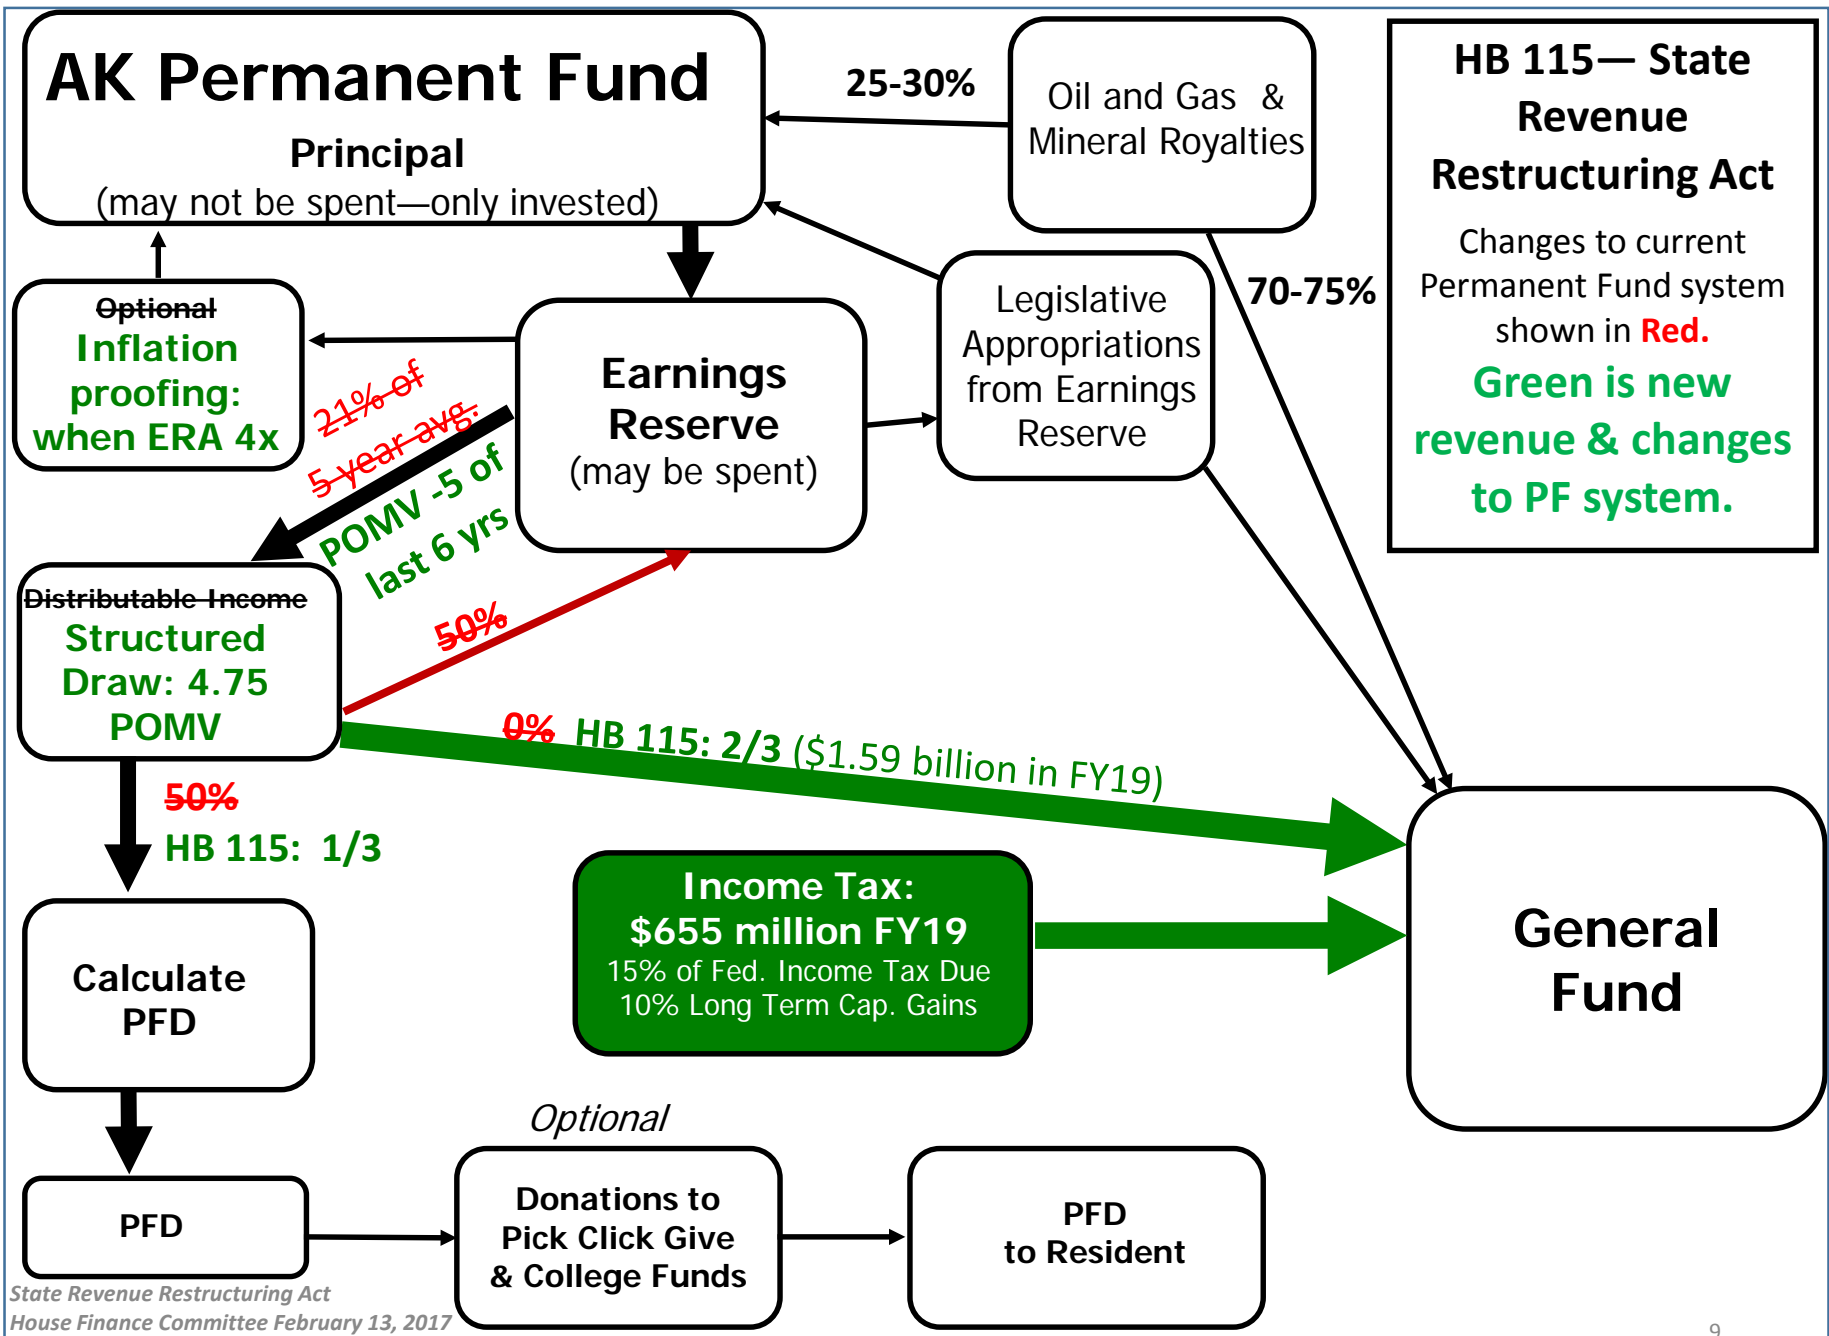 AK Permanent Fund
Principal
(may not be spent—only invested)
25-30%
Oil and Gas &
Mineral Royalties
HB 115— State
Revenue
Restructuring Act
Changes to current
Permanent Fund system
shown in Red.
Green is new
revenue & changes
to PF system.
Optional
Inflation
proofing:
when ERA 4x
21% of
5 year avg.
POMV -5 of
last 6 yrs
Earnings
Reserve
(may be spent)
Legislative
Appropriations
from Earnings
Reserve
70-75%
Distributable Income
Structured
Draw: 4.75
POMV
50%
0% HB 115: 2/3 ($1.59 billion in FY19)
50%
HB 115: 1/3
Income Tax:
$655 million FY19
15% of Fed. Income Tax Due
10% Long Term Cap. Gains
General
Fund
Calculate
PFD
Optional
PFD
Donations to
Pick Click Give
& College Funds
PFD
to Resident
State Revenue Restructuring Act
House Finance Committee February 13, 2017
9